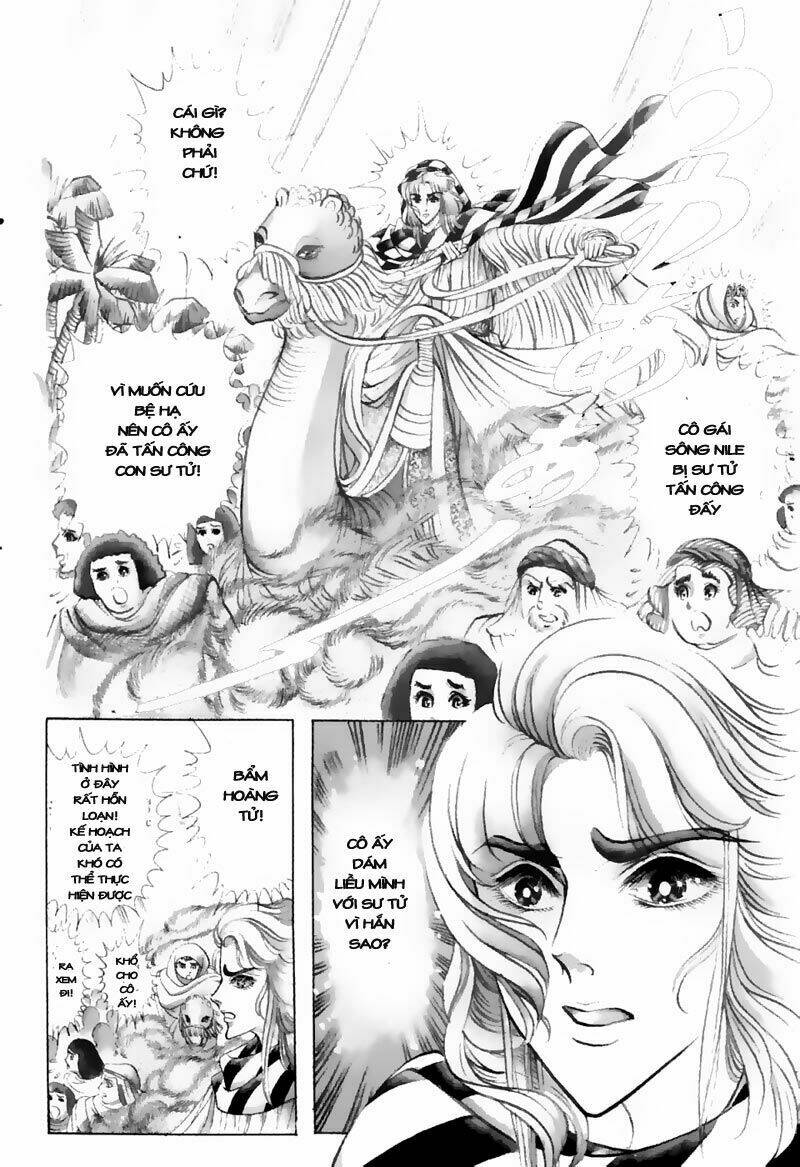 CÁI GÌ?
KHÔNG
PHẢI
CHỨ!
VÌ MUỐN CỨU
BỆ HẠ
NÊN CÔ ẤY
ĐÃ TẤN CÔNG
CON SƯ TỬ!
CÔ GÁI
SÔNG NILE
BỊ SƯ TỬ
TẤN CÔNG
ĐẤY
TÌNH HÌNH
Ở ĐÂY
RẤT HỖN
LOẠN!
KẾ HOẠCH
CỦA TA
KHÓ CÓ
THỂ THỰC
HIỆN ĐƯỢC
BẨM
HOÀNG
TỬ!
RA
XEM
ĐI!
KHỔ
CHO
CÔ
ẤY!
CÔ ẤY
DÁM
LIỀU MÌNH
VỚI SƯ TỬ
VÌ HẮN
SAO?